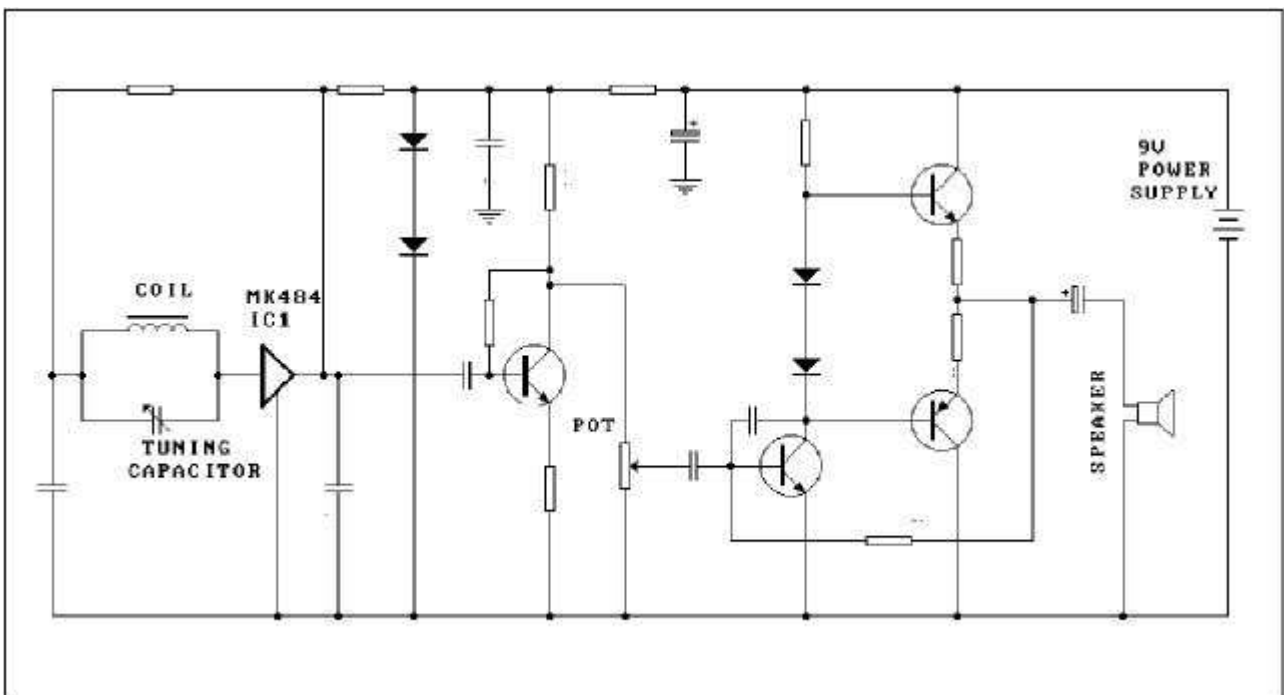 9V
POWER
SUPPLY
COIL
MK484
IC1
TUNING
CAPACITOR
POT
SPEAKER
+
+